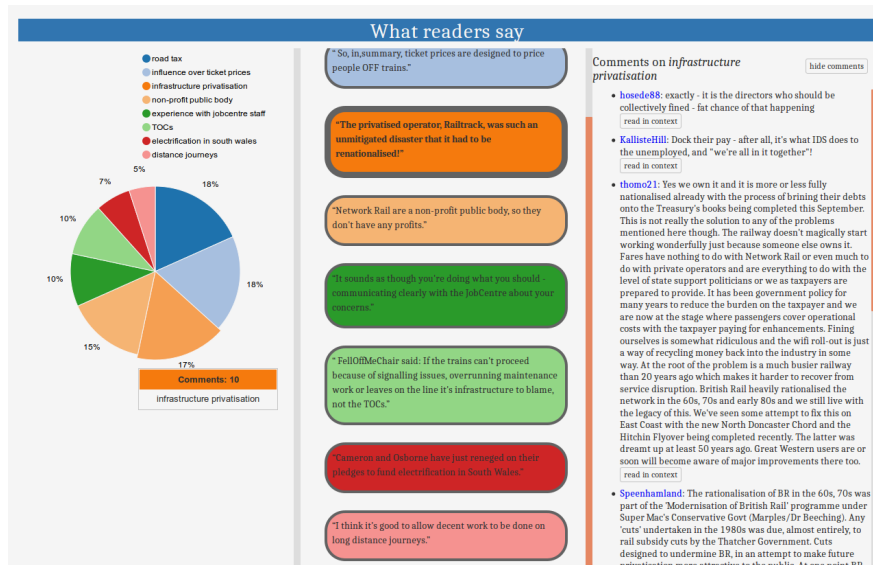 What readers say
road tax
influence over ticket prices
infrastructure privatisation
non-profit public body
experience with jobcentre staff
TOCs
electrification in south wales
distance journeys
5%
7%
18%
10%
18%
10%
15%
17%
Comments: 10
infrastructure privatisation
" So, in,summary, ticket prices are designed to price
people OFF trains."
"The privatised operator, Railtrack, was such an
unmitigated disaster that it had to be
renationalised!"
"Network Rail are a non-profit public body, so they
don't have any profits."
"It sounds as though you're doing what you should -
communicating clearly with the JobCentre about your
concerns."
" FellOffMeChair said: If the trains can't proceed
because of signalling issues, overrunning maintenance
work or leaves on the line it's infrastructure to blame,
not the TOCs."
"Cameron and Osborne have just reneged on their
pledges to fund electrification in South Wales."
"I think it's good to allow decent work to be done on
long distance journeys."
Comments on infrastructure
privatisation
hide comments
hosede88: exactly - it is the directors who should be
collectively fined - fat chance of that happening
read in context
KallisteHill: Dock their pay - after all, it's what IDS does to
the unemployed, and "we're all in it together"!
read in context
thomo21: Yes we own it and it is more or less fully
nationalised already with the process of brining their debts
onto the Treasury's books being completed this September.
This is not really the solution to any of the problems
mentioned here though. The railway doesn't magically start
working wonderfully just because someone else owns it.
Fares have nothing to do with Network Rail or even much to
do with private operators and are everything to do with the
level of state support politicians or we as taxpayers are
prepared to provide. It has been government policy for
many years to reduce the burden on the taxpayer and we
are now at the stage where passengers cover operational
costs with the taxpayer paying for enhancements. Fining
ourselves is somewhat ridiculous and the wifi roll-out is just
a way of recycling money back into the industry in some
way. At the root of the problem is a much busier railway
than 20 years ago which makes it harder to recover from
service disruption. British Rail heavily rationalised the
network in the 60s, 70s and early 80s and we still live with
the legacy of this. We've seen some attempt to fix this on
East Coast with the new North Doncaster Chord and the
Hitchin Flyover being completed recently. The latter was
dreamt up at least 50 years ago. Great Western users are or
soon will become aware of major improvements there too.
read in context
Speenhamland: The rationalisation of BR in the 60s, 70s was
part of the 'Modernisation of British Rail' programme under
Super Mac's Conservative Govt (Marples/Dr Beeching). Any
'cuts' undertaken in the 1980s was due, almost entirely, to
rail subsidy cuts by the Thatcher Government. Cuts
designed to undermine BR, in an attempt to make future
privatisation more attractive to the public. At one point BR